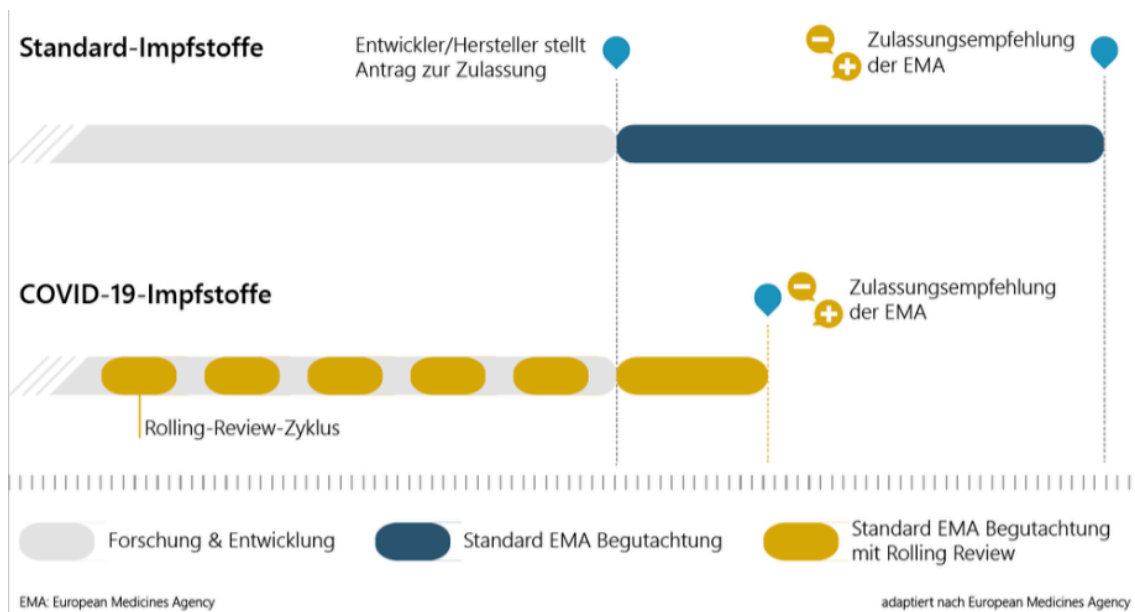 Standard-Impfstoffe
Entwickler/Hersteller stellt
Antrag zur Zulassung
Zulassungsempfehlung
der EMA
COVID-19-Impfstoffe
Zulassungsempfehlung
der EMA
Rolling-Review-Zyklus
Forschung & Entwicklung
Standard EMA Begutachtung
Standard EMA Begutachtung
mit Rolling Review
EMA: European Medicines Agency
adaptiert nach European Medicines Agency